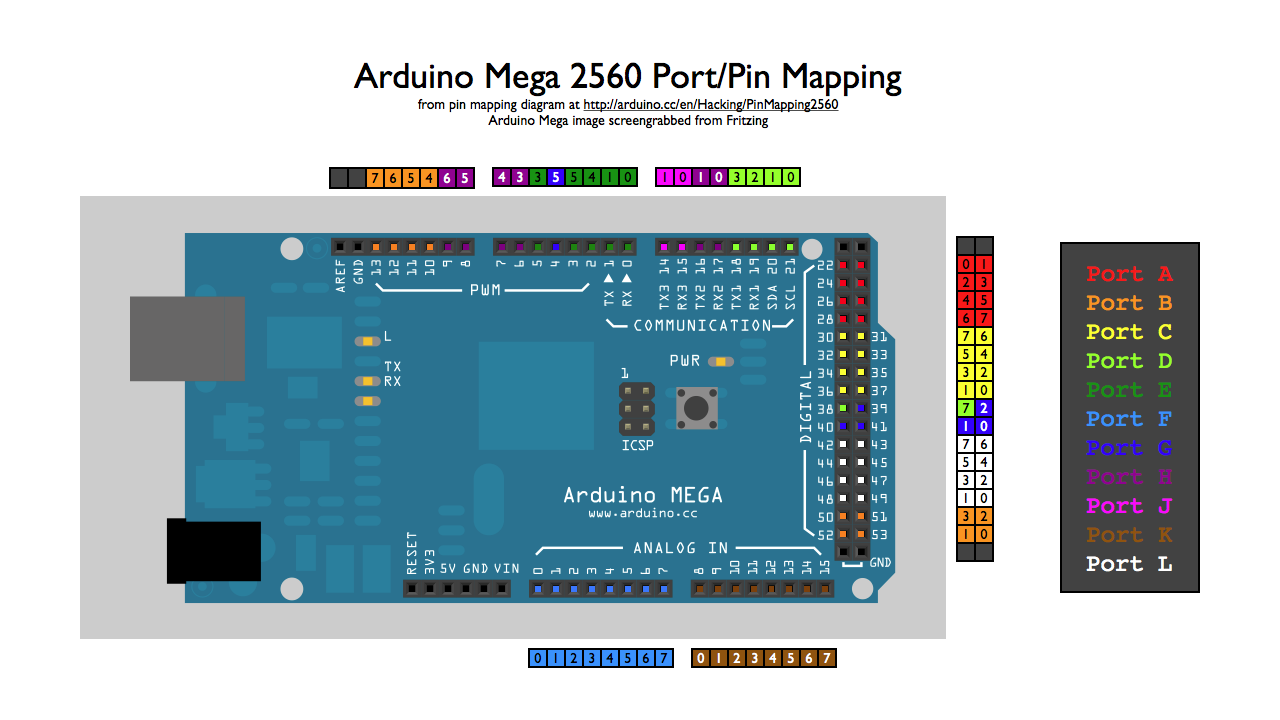 Arduino Mega 2560 Port/Pin Mapping
from pin mapping diagram at http://arduino.cc/en/Hacking/PinMapping2560
Arduino Mega image screengrabbed from Fritzing
7 6 5 4 6 5
4 3 3 5 5 4 1 0
1 0 1 0 3 2 1 0
AREF GND 13 12 11 10 9 8
7 6 5 4 3 2 1 0
TX RX
PWM
14 15 16 17 18 19 20 21
TX3 RX3 TX2 RX2 TX1 RX1 SDA SCL
COMMUNICATION
L
TX
RX
PWR
1
ICSP
DIGITAL
22
24
26
28
30 31
32 33
34 35
36 37
38 39
40 41
42 43
44 45
46 47
48 49
50 51
52 53
GND
0 1
2 3
4 5
6 7
7 6
5 4
3 2
1 0
7 2
1 0
7 6
5 4
3 2
1 0
3 2
1 0
Port A
Port B
Port C
Port D
Port E
Port F
Port G
Port H
Port J
Port K
Port L
Arduino MEGA
www.arduino.cc
ANALOG IN
RESET 3V3 5V GND VIN
0 1 2 3 4 5 6 7
8 9 10 11 12 13 14 15
0 1 2 3 4 5 6 7
0 1 2 3 4 5 6 7